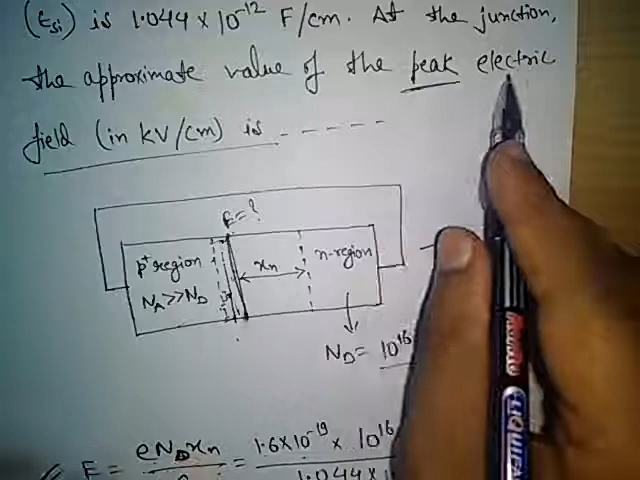 (ϵsi) is 1.044 × 10⁻¹² F/cm. At the junction,
the approximate value of the peak electric
field (in kV/cm) is -----
E=?
p⁺ region
xn
n-region
NA>>ND
ND= 10¹⁶
E = eNDxn = 1.6×10⁻¹⁹ × 10¹⁶
1.044×1